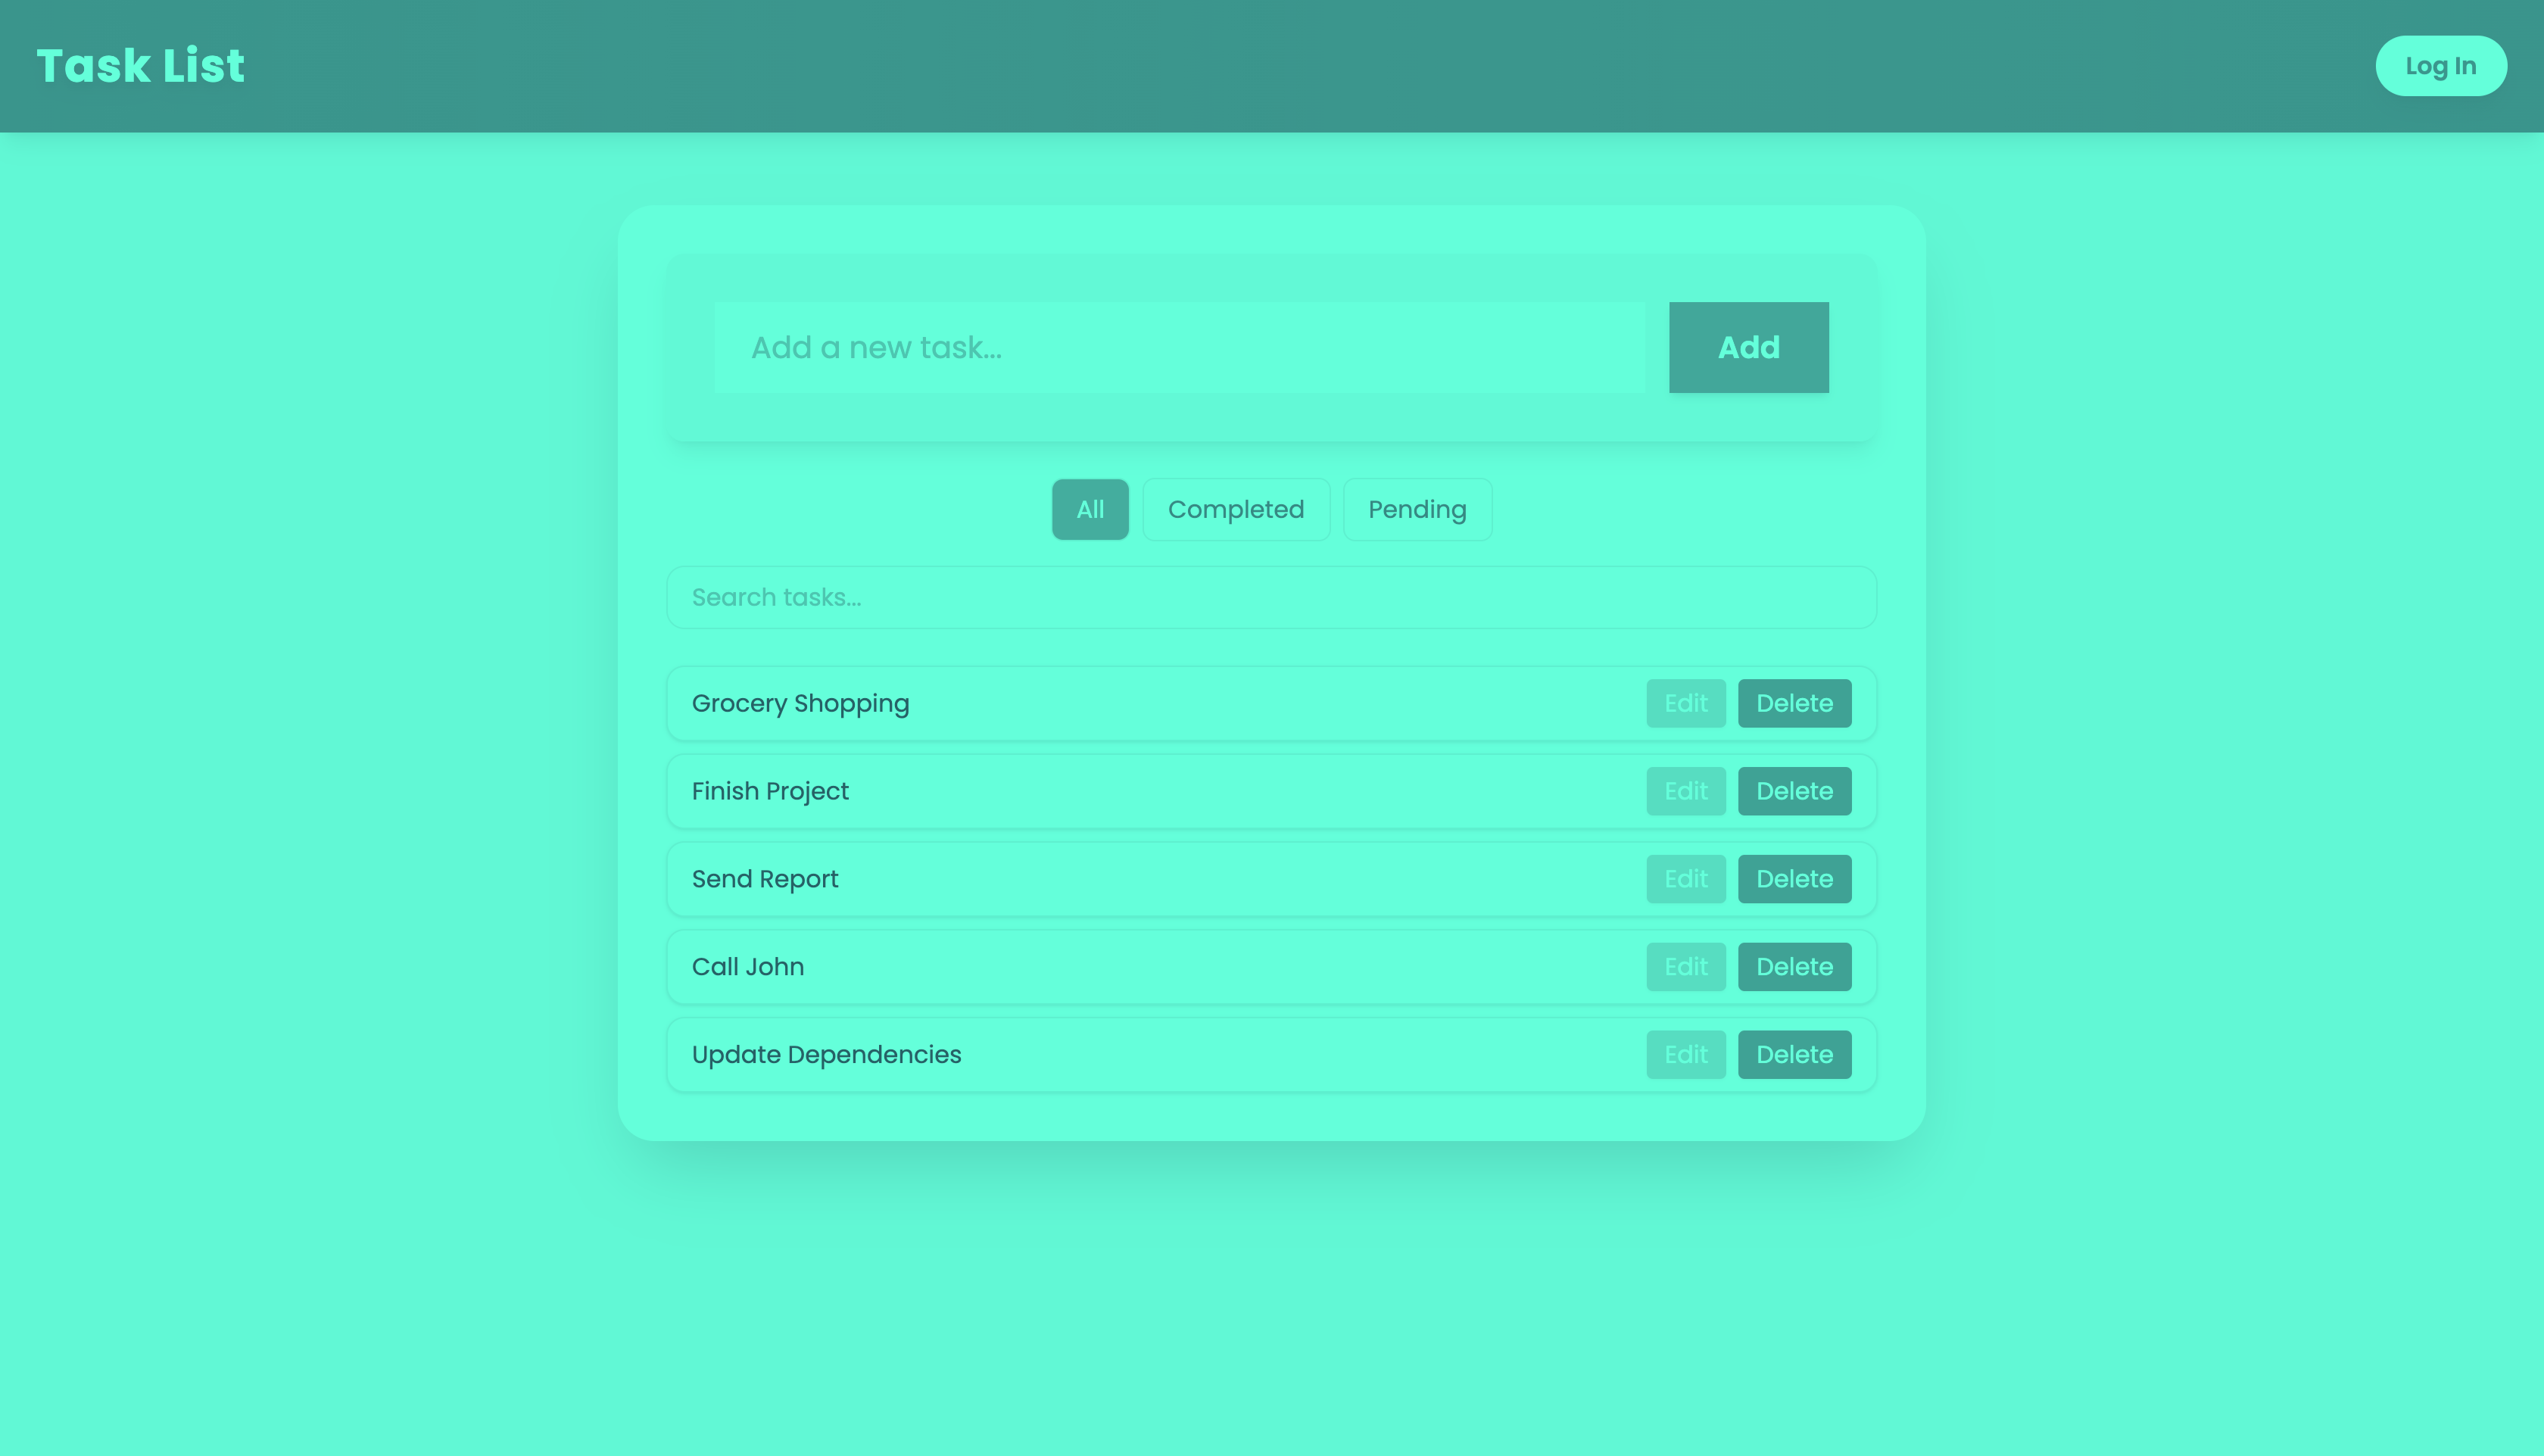 Task List
Log In
Add a new task...
Add
All
Completed
Pending
Search tasks...
Grocery Shopping
Edit
Delete
Finish Project
Edit
Delete
Send Report
Edit
Delete
Call John
Edit
Delete
Update Dependencies
Edit
Delete